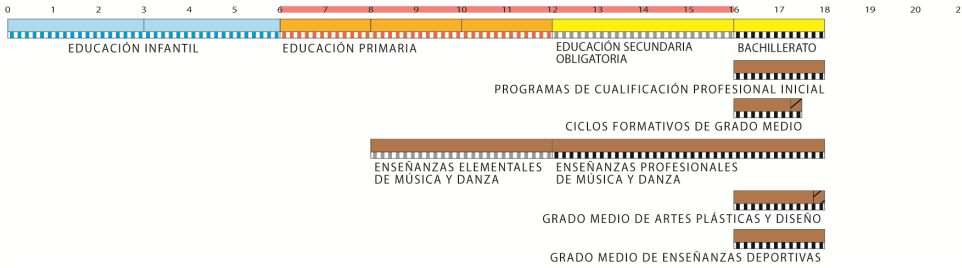 0 1 2 3 4 5 6 7 8 9 10 11 12 13 14 15 16 17 18 19 20 2
EDUCACIÓN INFANTIL
EDUCACIÓN PRIMARIA
EDUCACIÓN SECUNDARIA
OBLIGATORIA
BACHILLERATO
PROGRAMAS DE CUALIFICACIÓN PROFESIONAL INICIAL
CICLOS FORMATIVOS DE GRADO MEDIO
ENSEÑANZAS ELEMENTALES
DE MÚSICA Y DANZA
ENSEÑANZAS PROFESIONALES
DE MÚSICA Y DANZA
GRADO MEDIO DE ARTES PLÁSTICAS Y DISEÑO
GRADO MEDIO DE ENSEÑANZAS DEPORTIVAS